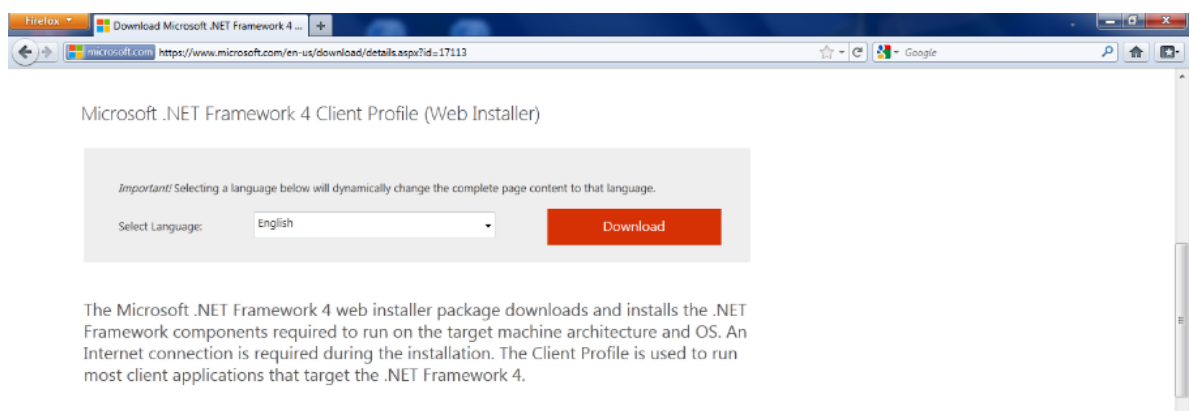 Firefox
Download Microsoft .NET Framework 4 ...
microsoft.com https://www.microsoft.com/en-us/download/details.aspx?id=17113
Google
Microsoft .NET Framework 4 Client Profile (Web Installer)
Important! Selecting a language below will dynamically change the complete page content to that language.
Select Language: English Download
The Microsoft .NET Framework 4 web installer package downloads and installs the .NET
Framework components required to run on the target machine architecture and OS. An
Internet connection is required during the installation. The Client Profile is used to run
most client applications that target the .NET Framework 4.